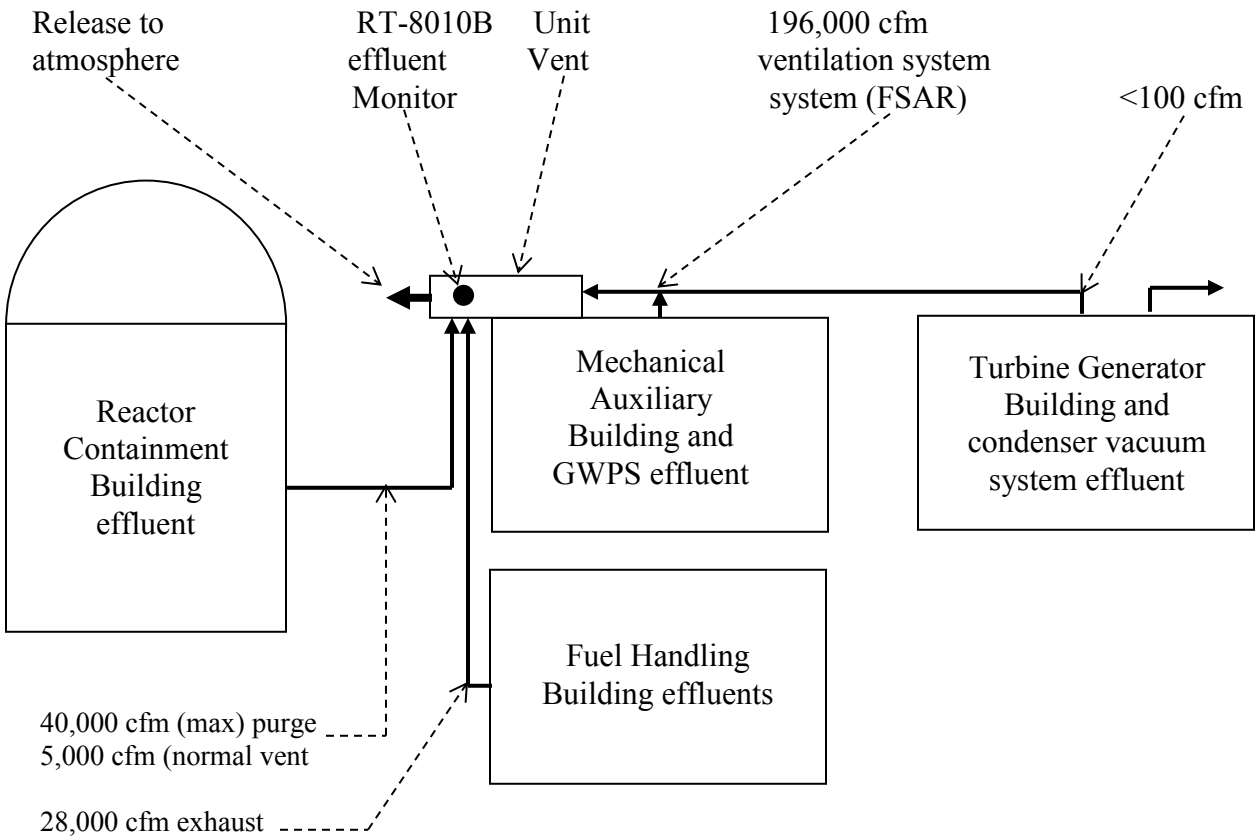 Release to
atmosphere
RT-8010B
effluent
Monitor
Unit
Vent
196,000 cfm
ventilation system
system (FSAR)
<100 cfm
Reactor
Containment
Building
effluent
Mechanical
Auxiliary
Building and
GWPS effluent
Turbine Generator
Building and
condenser vacuum
system effluent
Fuel Handling
Building effluents
40,000 cfm (max) purge
5,000 cfm (normal vent
28,000 cfm exhaust